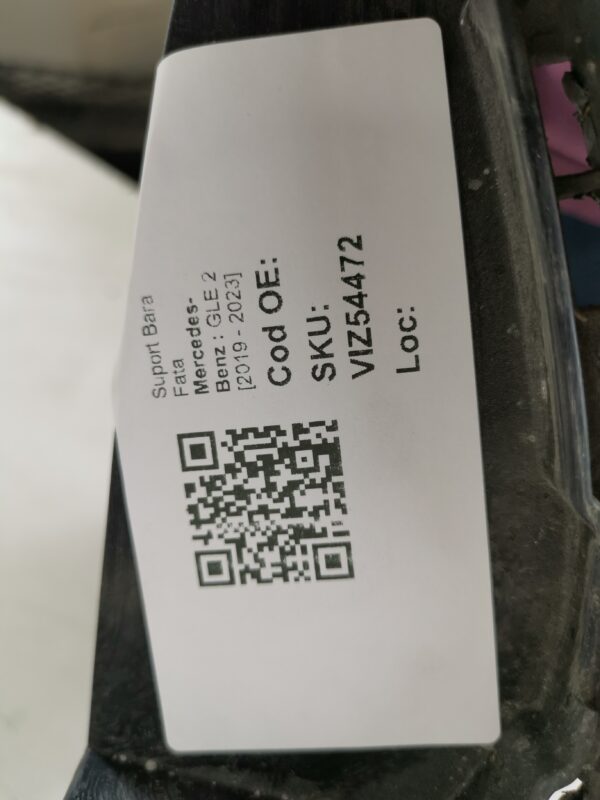 Suport Bara
Fata
Mercedes-
Benz : GLE 2
[2019 - 2023]
Cod OE:
SKU:
VIZ54472
Loc: